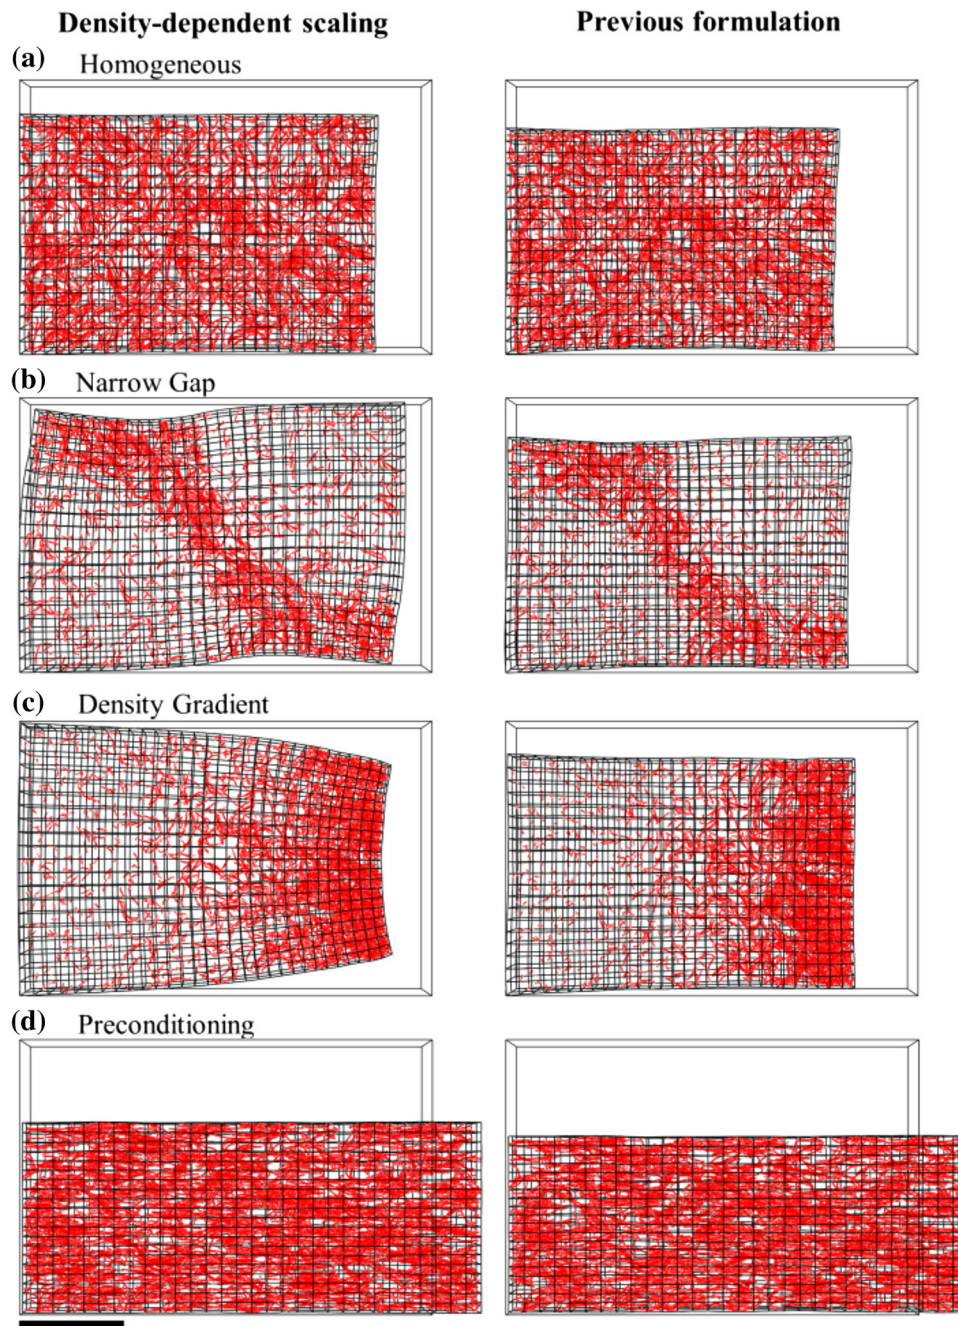 Density-dependent scaling Previous formulation
(a) Homogeneous
(b) Narrow Gap
(c) Density Gradient
(d) Preconditioning